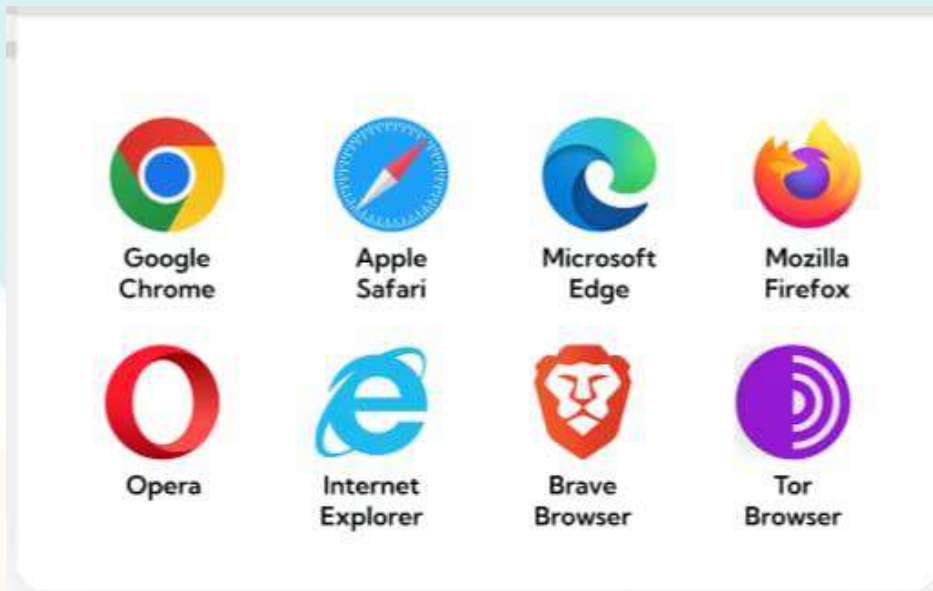 Google
Chrome
Apple
Safari
Microsoft
Edge
Mozilla
Firefox
Opera
Internet
Explorer
Brave
Browser
Tor
Browser